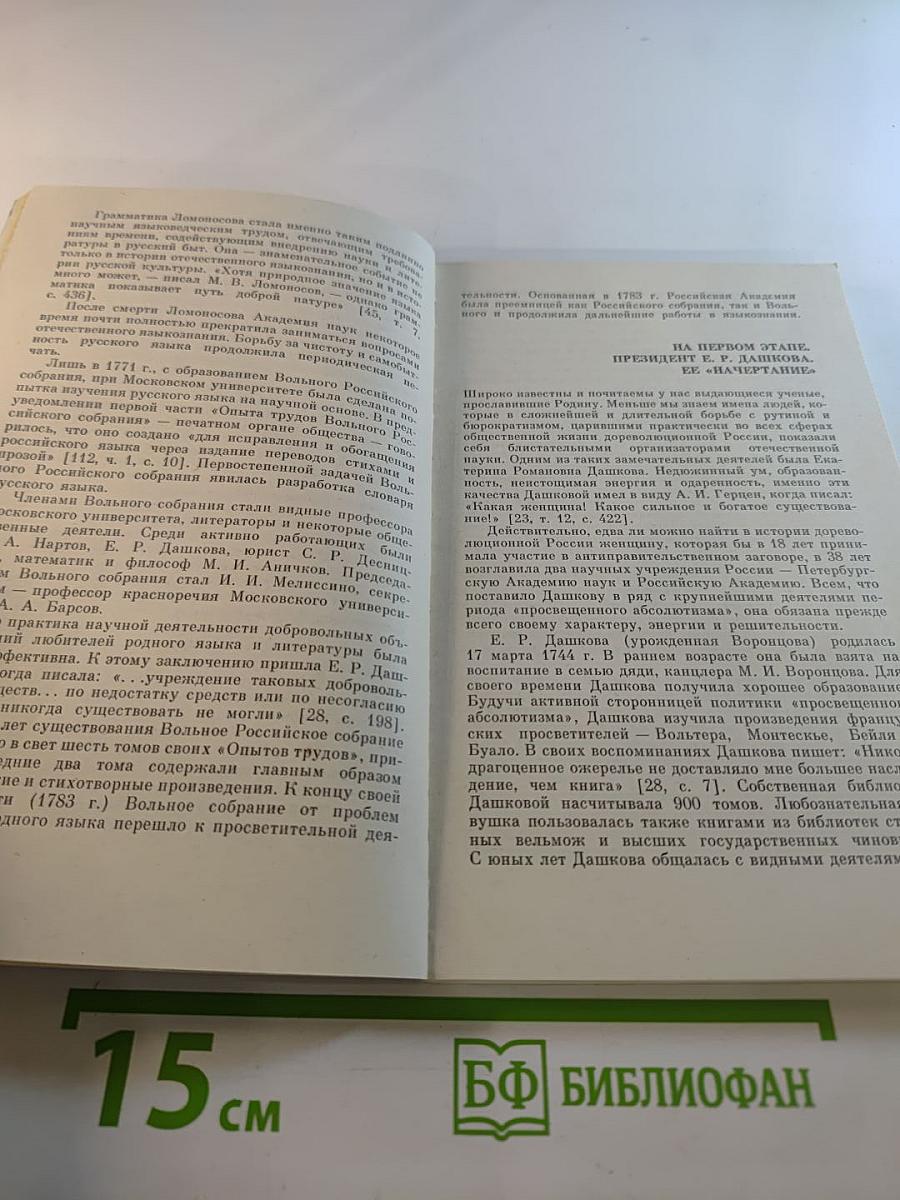 Грамматика Ломоносова стала именно таким подлинно
научным языковедческим трудом, отвечающим требова-
ниям времени, содействующим внедрению науки и лите-
ратуры в русский быт. Она — знаменательное событие не
только в истории отечественного языкознания, но и в исто-
рии русской культуры. «Хотя природное значение языка
много может, — писал М. В. Ломоносов, — однако грам-
матика показывает путь доброй натуре» [45, т. 7,
с. 436].
После смерти Ломоносова Академия наук некоторое
время почти полностью прекратила заниматься вопросами
отечественного языкознания. Борьбу за чистоту и самобыт-
ность русского языка продолжила периодическая пе-
чать.
Лишь в 1771 г., с образованием Вольного Российского
собрания, при Московском университете была сделана по-
пытка изучения русского языка на научной основе. В пред-
уведомлении первой части «Опыта трудов Вольного Рос-
сийского собрания» — печатном органе общества — гово-
рилось, что оно создано «для исправления и обогащения
российского языка через издание переводов стихами и
прозою» [112, ч. 1, с. 10]. Первостепенной задачей Воль-
ного Российского собрания явилась разработка словаря
усского языка.
Членами Вольного собрания стали видные профессора
осковского университета, литераторы и некоторые обще-
венные деятели. Среди активно работающих были
А. Нартов, Е. Р. Дашкова, юрист С. Р. Десниц-
, математик и философ М. И. Аничков. Председа-
м Вольного собрания стал И. И. Мелиссино, секре-
м — профессор красноречия Московского универси-
А. А. Барсов.
о практика научной деятельности добровольных объ-
ний любителей родного языка и литературы была
ффективна. К этому заключению пришла Е. Р. Даш-
огда писала: «...учреждение таковых доброволь-
ществ... по недостатку средств или по несогласию
никогда существовать не могли» [28, с. 198].
лет существования Вольное Российское собрание
о в свет шесть томов своих «Опытов трудов», при-
едние два тома содержали главным образом
ие и стихотворные произведения. К концу своей
ти (1783 г.) Вольное собрание от проблем
дного языка перешло к просветительной дея-
тельности. Основанная в 1783 г. Российская Академия
была преемницей как Российского собрания, так и Воль-
ного и продолжила дальнейшие работы в языкознании.
НА ПЕРВОМ ЭТАПЕ.
ПРЕЗИДЕНТ Е. Р. ДАШКОВА.
ЕЕ «НАЧЕРТАНИЕ»
Широко известны и почитаемы у нас выдающиеся ученые,
прославившие Родину. Меньше мы знаем имена людей, ко-
торые в сложнейшей и длительной борьбе с рутиной и
бюрократизмом, царившими практически во всех сферах
общественной жизни дореволюционной России, показали
себя блистательными организаторами отечественной
науки. Одним из таких замечательных деятелей была Ека-
терина Романовна Дашкова. Недюжинный ум, образован-
ность, неистощимая энергия и одаренность, именно эти
качества Дашковой имел в виду А. И. Герцен, когда писал:
«Какая женщина! Какое сильное и богатое существова-
ние!» [23, т. 12, с. 422].
Действительно, едва ли можно найти в истории дорево-
люционной России женщину, которая бы в 18 лет прини-
мала участие в антиправительственном заговоре, в 38 лет
возглавила два научных учреждения России — Петербург-
скую Академию наук и Российскую Академию. Всем, что
поставило Дашкову в ряд с крупнейшими деятелями пе-
риода «просвещенного абсолютизма», она обязана прежде
всего своему характеру, энергии и решительности.
Е. Р. Дашкова (урожденная Воронцова) родилась
17 марта 1744 г. В раннем возрасте она была взята на
воспитание в семью дяди, канцлера М. И. Воронцова. Для
своего времени Дашкова получила хорошее образование
Будучи активной сторонницей политики «просвещенног
абсолютизма», Дашкова изучила произведения францу
ских просветителей — Вольтера, Монтескье, Бейля
Буало. В своих воспоминаниях Дашкова пишет: «Нико
драгоценное ожерелье не доставляло мне большее насл
дение, чем книга» [28, с. 7]. Собственная библио
Дашковой насчитывала 900 томов. Любознательная
вушка пользовалась также книгами из библиотек ст
ных вельмож и высших государственных чинов
С юных лет Дашкова общалась с видными деятелям
15 см
БФ БИБЛИОФАН